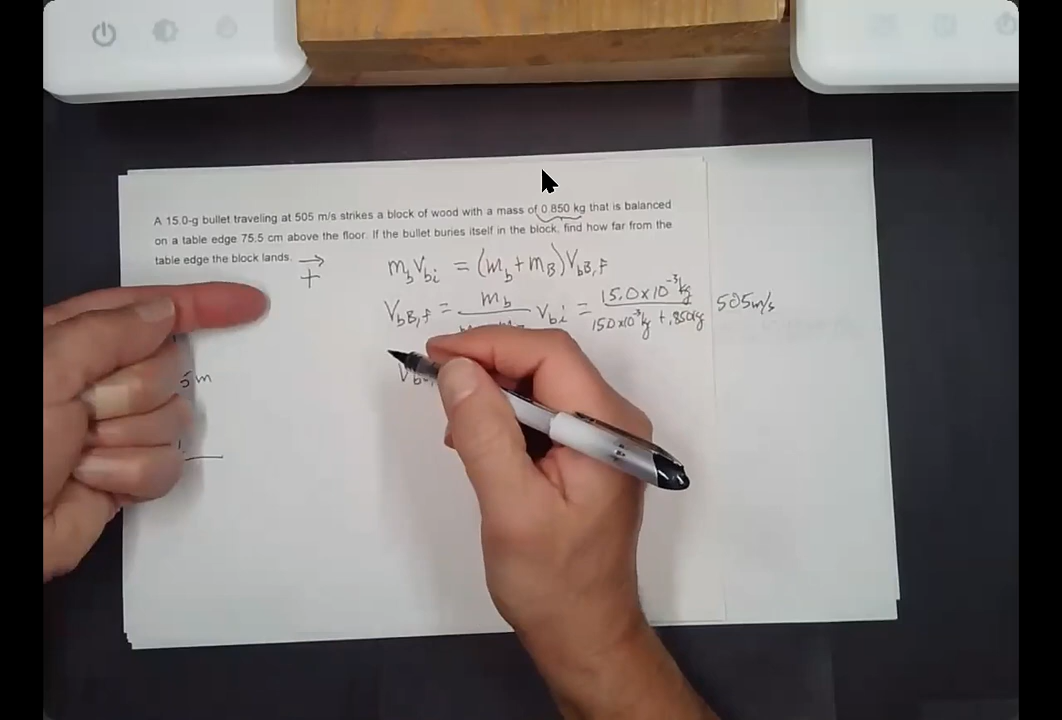 A 15.0-g bullet traveling at 505 m/s strikes a block of wood with a mass of 0.850 kg that is balanced
on a table edge 75.5 cm above the floor. If the bullet buries itself in the block, find how far from the
table edge the block lands. →
+
m_b v_bi = (m_b + m_B) v_bB,f
v_bB,f = m_b v_bi = 15.0 x 10^-3 kg 505 m/s
15.0 x 10^-3 kg + .850 kg
5 m